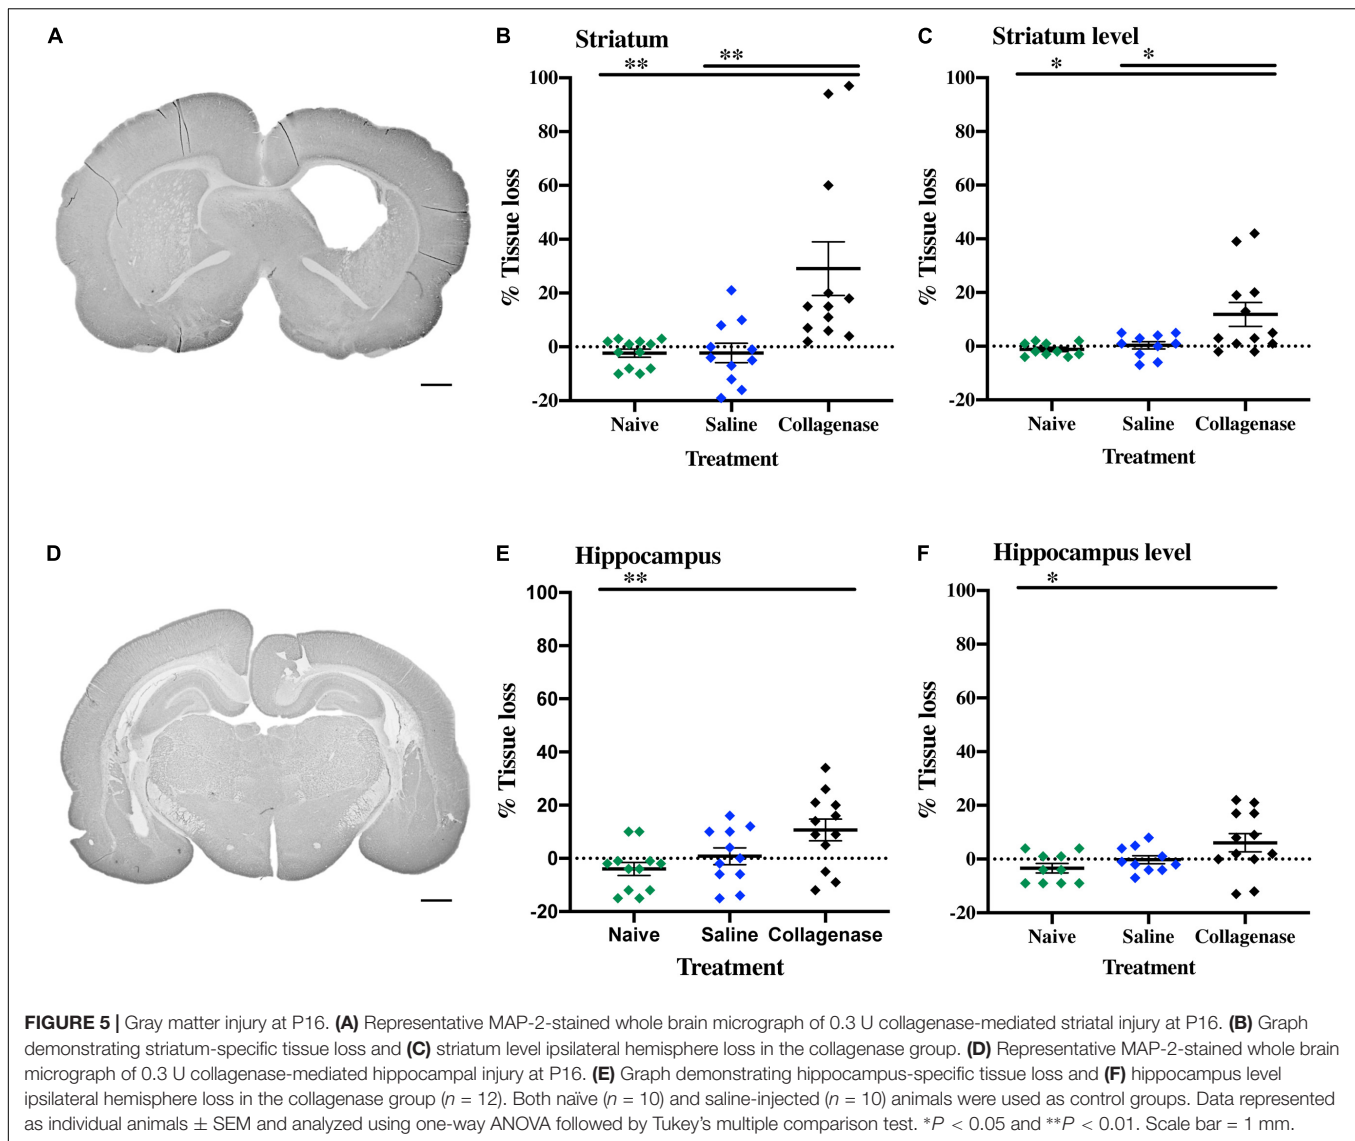 A
B
Striatum
**
**
100
80
60
40
20
0
-20
% Tissue loss
Naive Saline Collagenase
Treatment
C
Striatum level
*
*
100
80
60
40
20
0
-20
% Tissue loss
Naive Saline Collagenase
Treatment
D
E
Hippocampus
**
100
80
60
40
20
0
-20
% Tissue loss
Naive Saline Collagenase
Treatment
F
Hippocampus level
*
100
80
60
40
20
0
-20
% Tissue loss
Naive Saline Collagenase
Treatment
FIGURE 5 | Gray matter injury at P16. (A) Representative MAP-2-stained whole brain micrograph of 0.3 U collagenase-mediated striatal injury at P16. (B) Graph
demonstrating striatum-specific tissue loss and (C) striatum level ipsilateral hemisphere loss in the collagenase group. (D) Representative MAP-2-stained whole brain
micrograph of 0.3 U collagenase-mediated hippocampal injury at P16. (E) Graph demonstrating hippocampus-specific tissue loss and (F) hippocampus level
ipsilateral hemisphere loss in the collagenase group (n = 12). Both naïve (n = 10) and saline-injected (n = 10) animals were used as control groups. Data represented
as individual animals ± SEM and analyzed using one-way ANOVA followed by Tukey's multiple comparison test. *P < 0.05 and **P < 0.01. Scale bar = 1 mm.